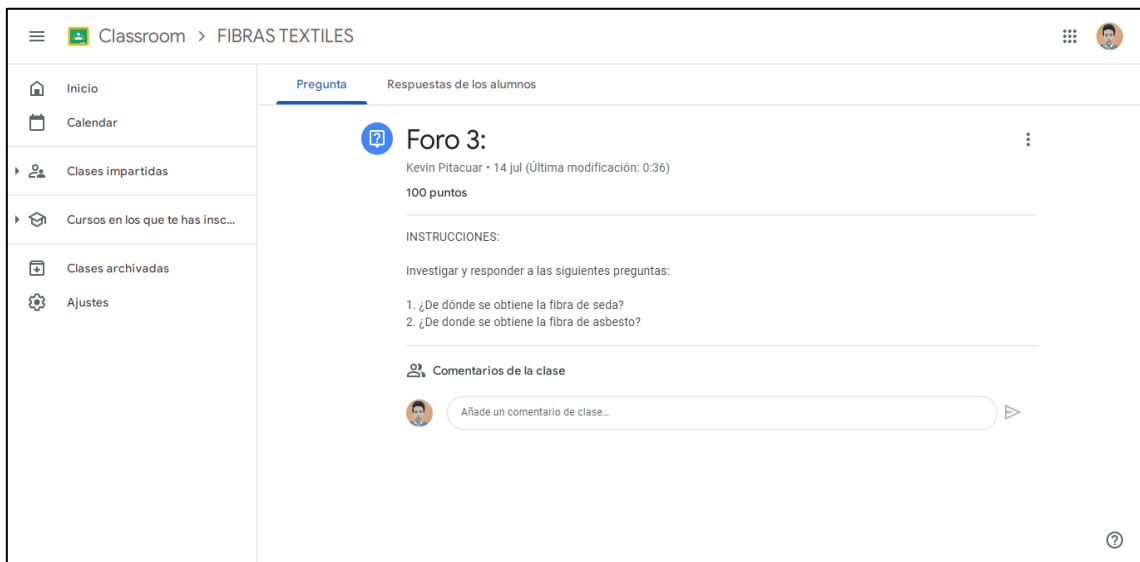 Classroom > FIBRAS TEXTILES
Inicio
Calendar
Clases impartidas
Cursos en los que te has insc...
Clases archivadas
Ajustes
Pregunta
Respuestas de los alumnos
Foro 3:
Kevin Pitacuar • 14 jul (Última modificación: 0:36)
100 puntos
INSTRUCCIONES:
Investigar y responder a las siguientes preguntas:
1. ¿De dónde se obtiene la fibra de seda?
2. ¿De donde se obtiene la fibra de asbesto?
Comentarios de la clase
Añade un comentario de clase...